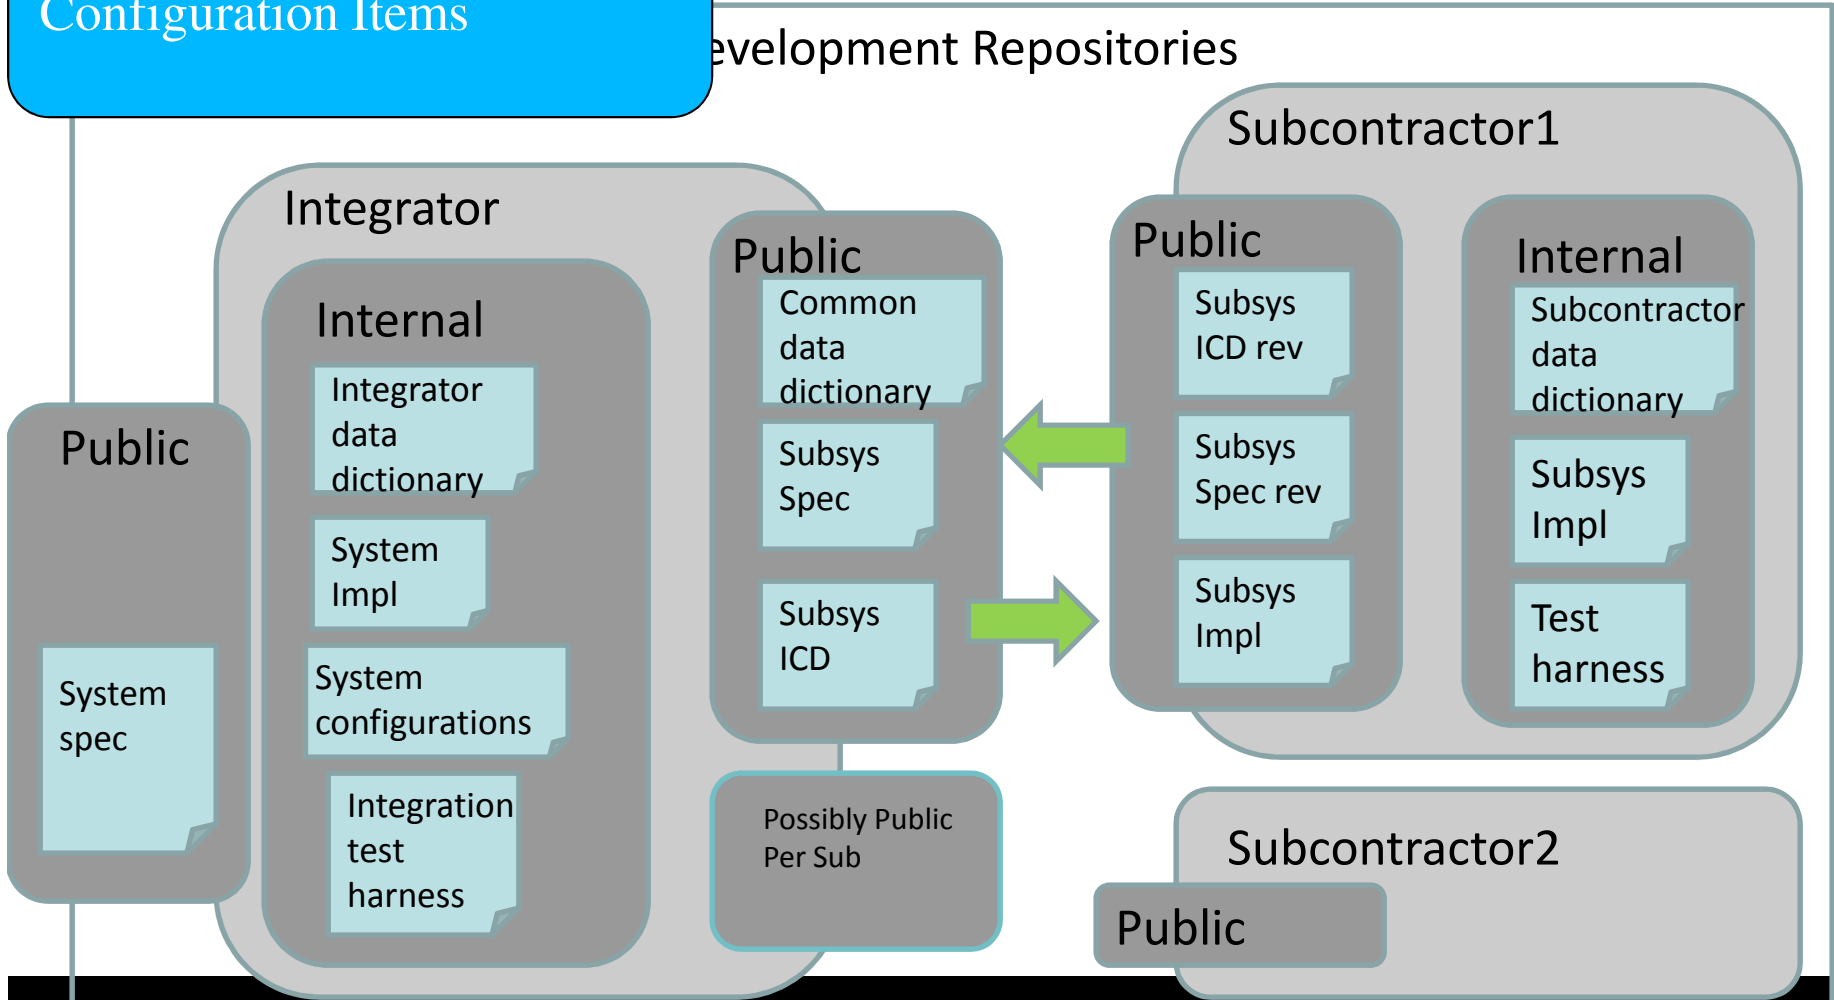 Configuration Items
evelopment Repositories
Integrator
Internal
Integrator
data
dictionary
System
Impl
System
configurations
Integration
test
harness
Public
System
spec
Public
Common
data
dictionary
Subsys
Spec
Subsys
ICD
Possibly Public
Per Sub
Subcontractor1
Public
Subsys
ICD rev
Subsys
Spec rev
Subsys
Impl
Internal
Subcontractor
data
dictionary
Subsys
Impl
Test
harness
Subcontractor2
Public